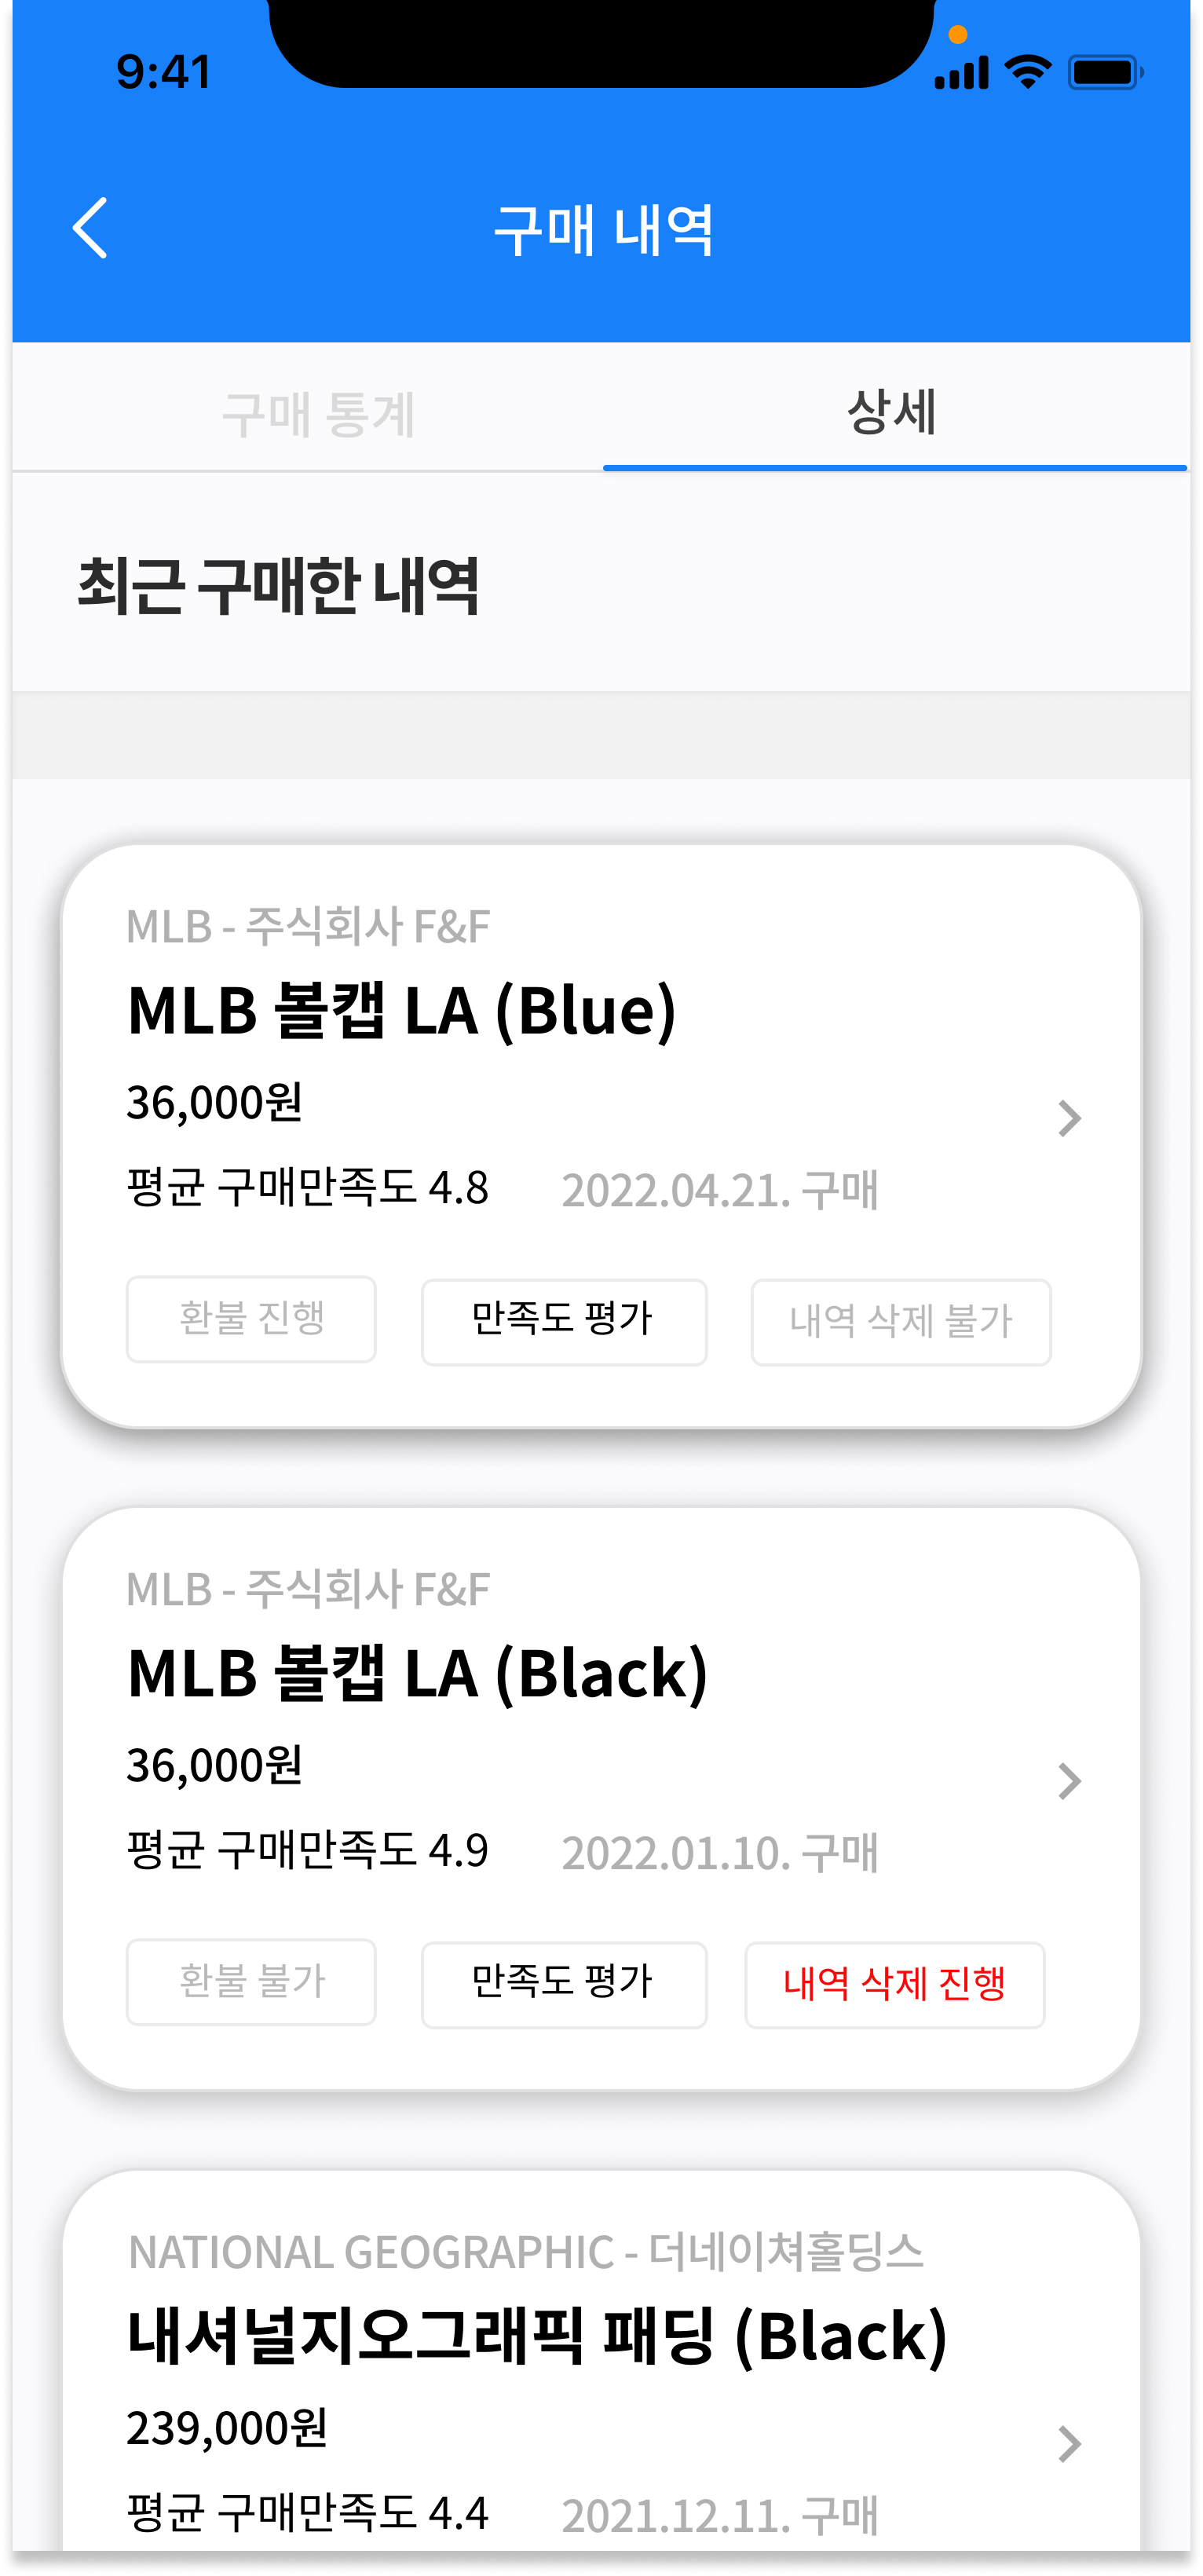 9:41
구매 내역
구매 통계 상세
최근 구매한 내역
MLB - 주식회사 F&F
MLB 볼캡 LA (Blue)
36,000원
평균 구매만족도 4.8 2022.04.21. 구매
환불 진행 만족도 평가 내역 삭제 불가
MLB - 주식회사 F&F
MLB 볼캡 LA (Black)
36,000원
평균 구매만족도 4.9 2022.01.10. 구매
환불 불가 만족도 평가 내역 삭제 진행
NATIONAL GEOGRAPHIC - 더네이쳐홀딩스
내셔널지오그래픽 패딩 (Black)
239,000원
평균 구매만족도 4.4 2021.12.11. 구매